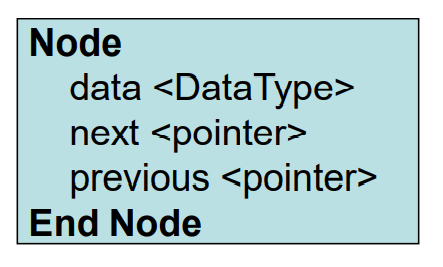 Node
data <DataType>
next <pointer>
previous <pointer>
End Node